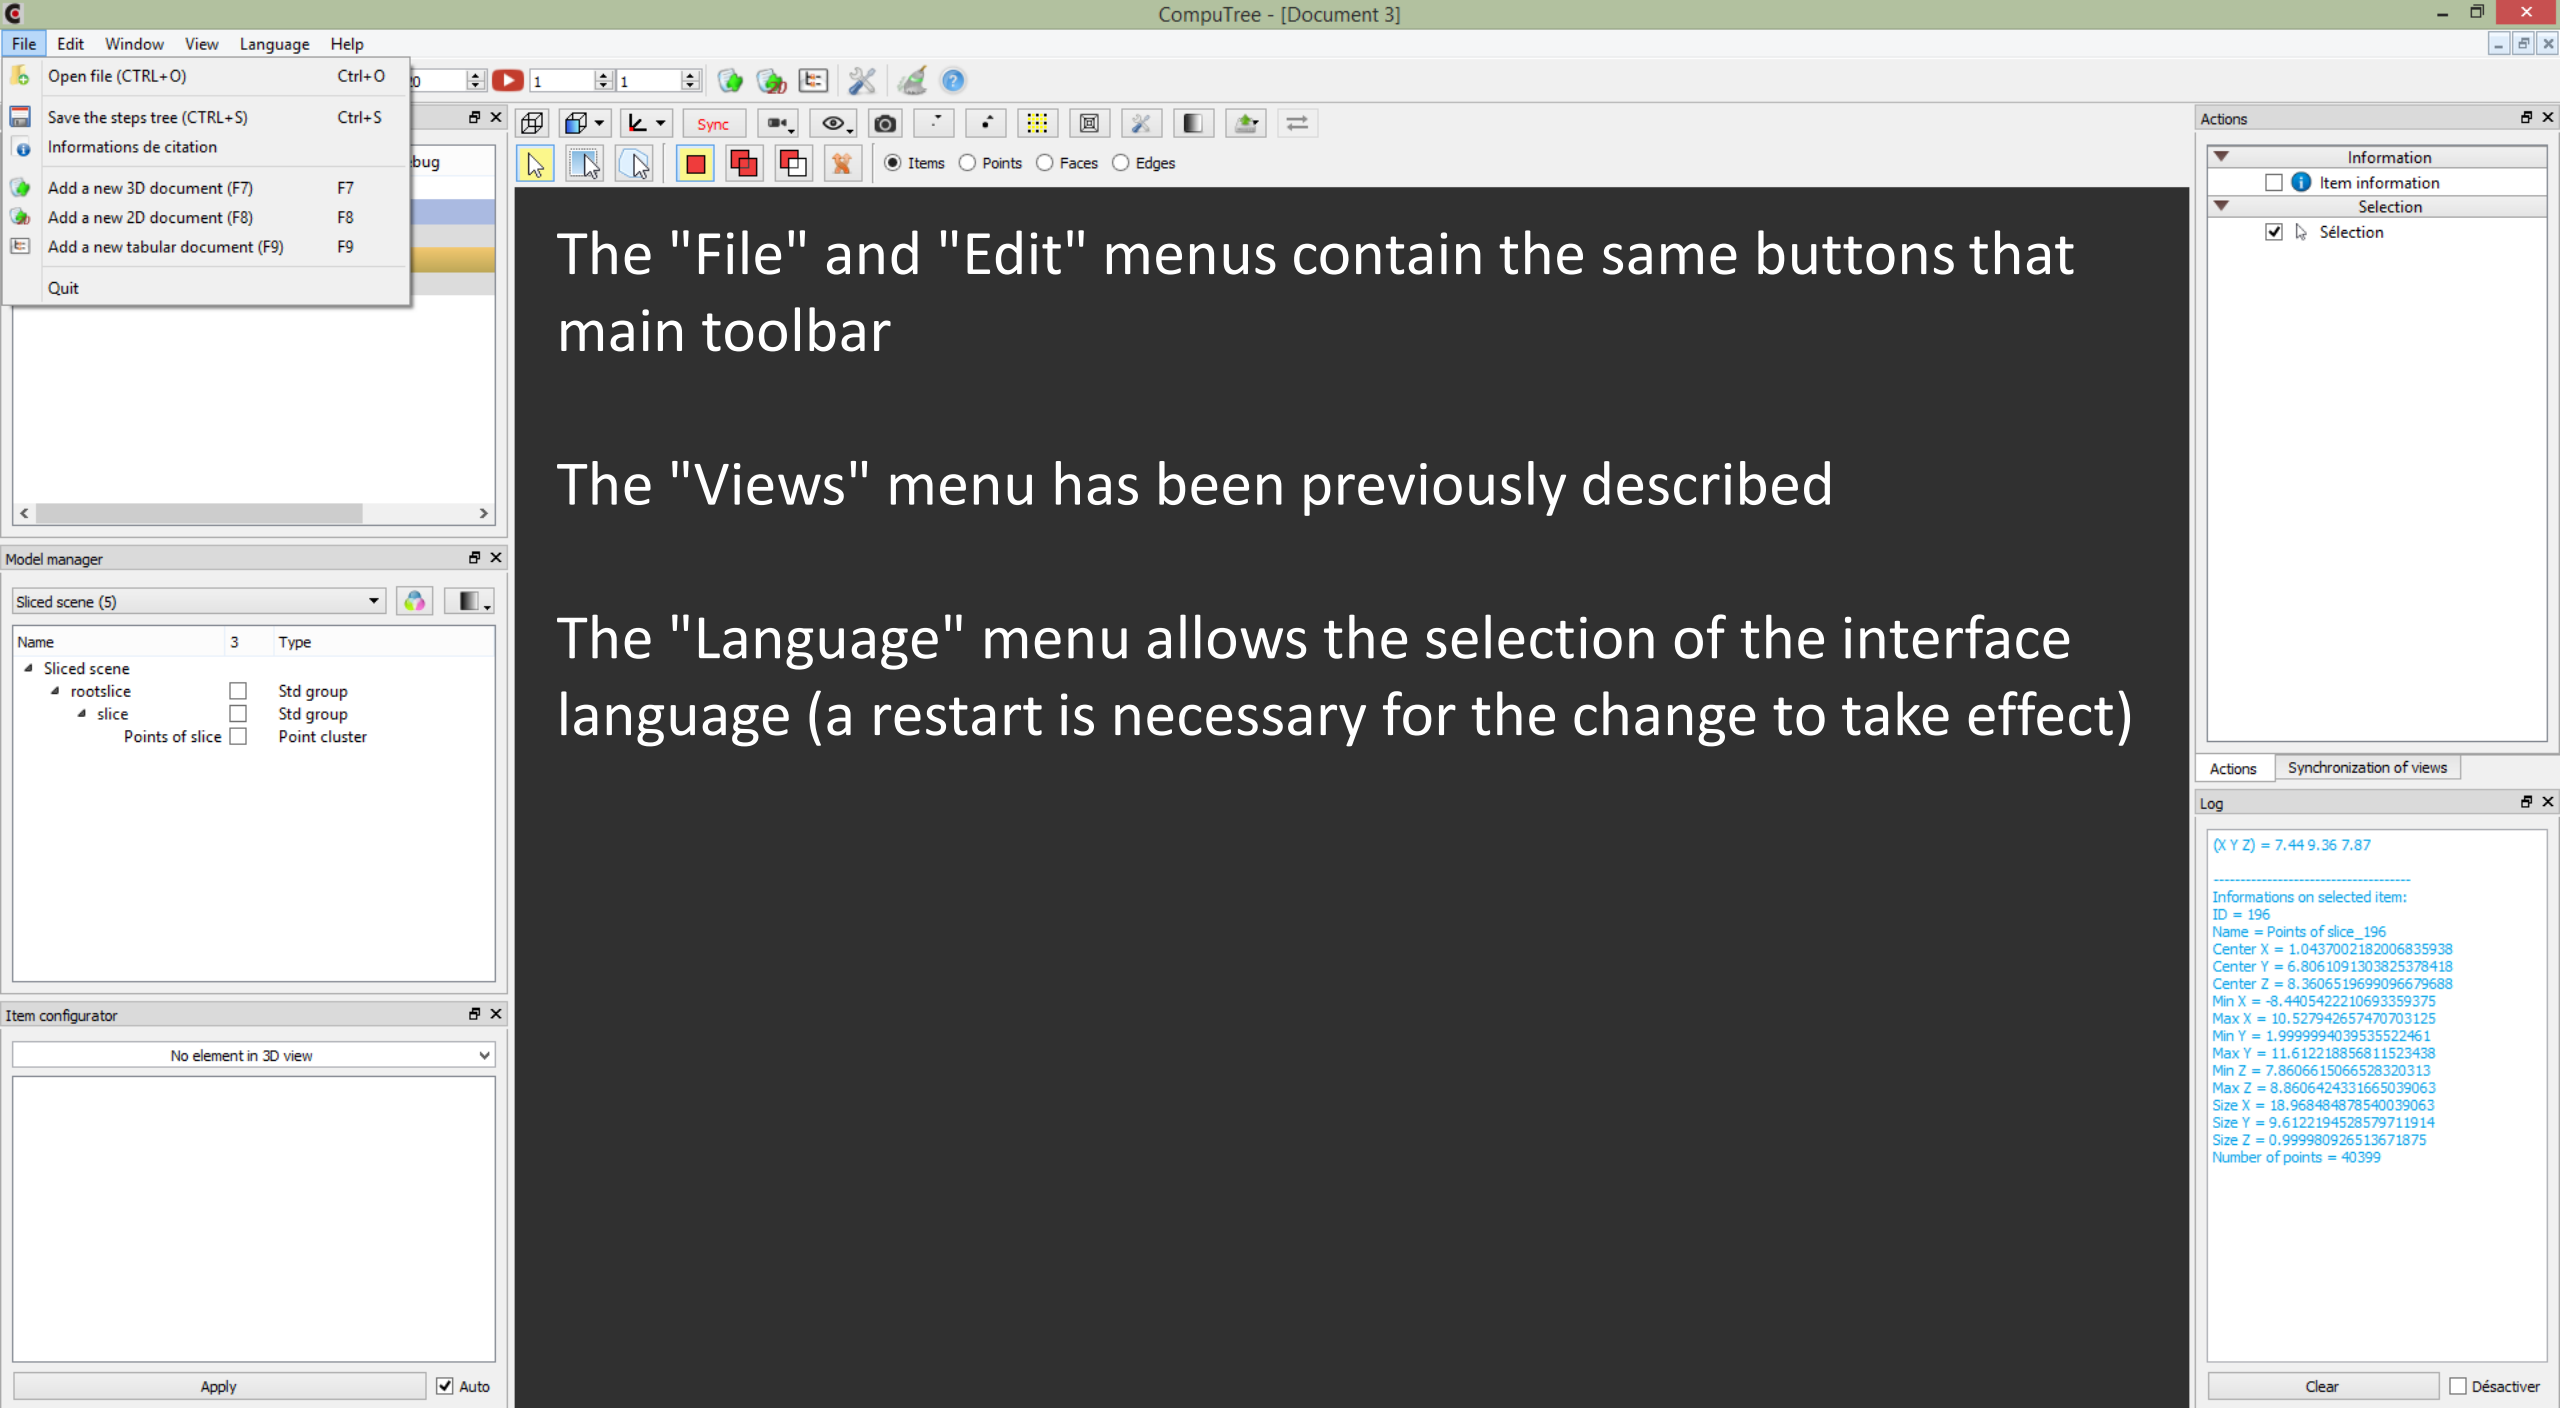 CompuTree - [Document 3]
File Edit Window View Language Help
Open file (CTRL+O) Ctrl+O
Save the steps tree (CTRL+S) Ctrl+S
Informations de citation
Add a new 3D document (F7) F7
Add a new 2D document (F8) F8
Add a new tabular document (F9) F9
Quit
1 1
Sync
Items Points Faces Edges
The "File" and "Edit" menus contain the same buttons that
main toolbar
The "Views" menu has been previously described
The "Language" menu allows the selection of the interface
language (a restart is necessary for the change to take effect)
Model manager
Sliced scene (5)
Name 3 Type
Sliced scene
rootslice Std group
slice Std group
Points of slice Point cluster
Item configurator
No element in 3D view
Apply Auto
Actions
Information
Item information
Selection
Sélection
Actions Synchronization of views
Log
(X Y Z) = 7.44 9.36 7.87
-------------------------------------
Informations on selected item:
ID = 196
Name = Points of slice_196
Center X = 1.0437002182006835938
Center Y = 6.8061091303825378418
Center Z = 8.3606519699096679688
Min X = -8.4405422210693359375
Max X = 10.527942657470703125
Min Y = 1.9999994039535522461
Max Y = 11.612218856811523438
Min Z = 7.8606615066528320313
Max Z = 8.8606424331665039063
Size X = 18.968484878540039063
Size Y = 9.6122194528579711914
Size Z = 0.999980926513671875
Number of points = 40399
Clear Désactiver